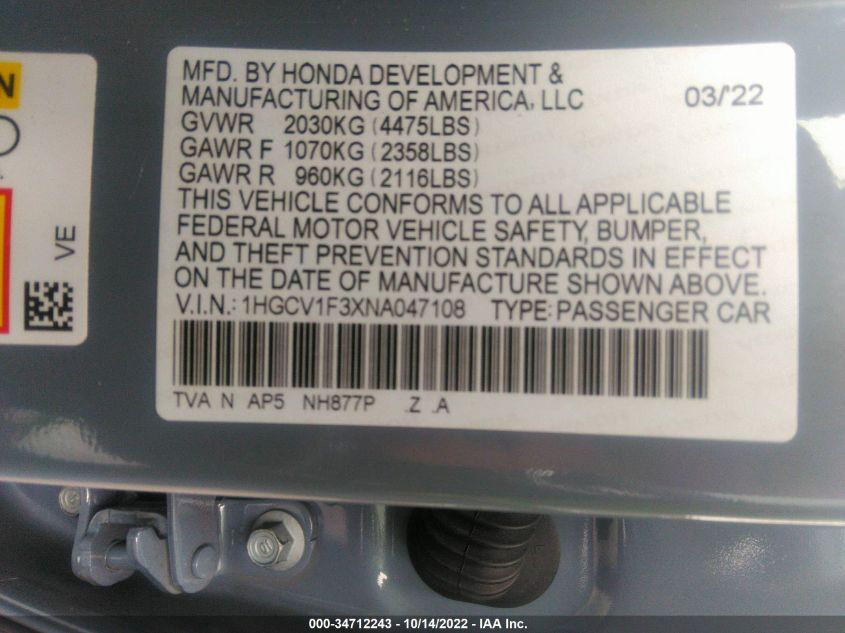 N
VE
MFD. BY HONDA DEVELOPMENT &
MANUFACTURING OF AMERICA, LLC 03/'22
GVWR 2030KG (4475LBS)
GAWR F 1070KG (2358LBS)
GAWR R 960KG (2116LBS)
THIS VEHICLE CONFORMS TO ALL APPLICABLE
FEDERAL MOTOR VEHICLE SAFETY, BUMPER,
AND THEFT PREVENTION STANDARDS IN EFFECT
ON THE DATE OF MANUFACTURE SHOWN ABOVE.
V.I.N.: 1HGCV1F3XNA047108 TYPE: PASSENGER CAR
TVA N AP5 NH877P .Z .A
000-34712243 - 10/14/2022 - IAA Inc.